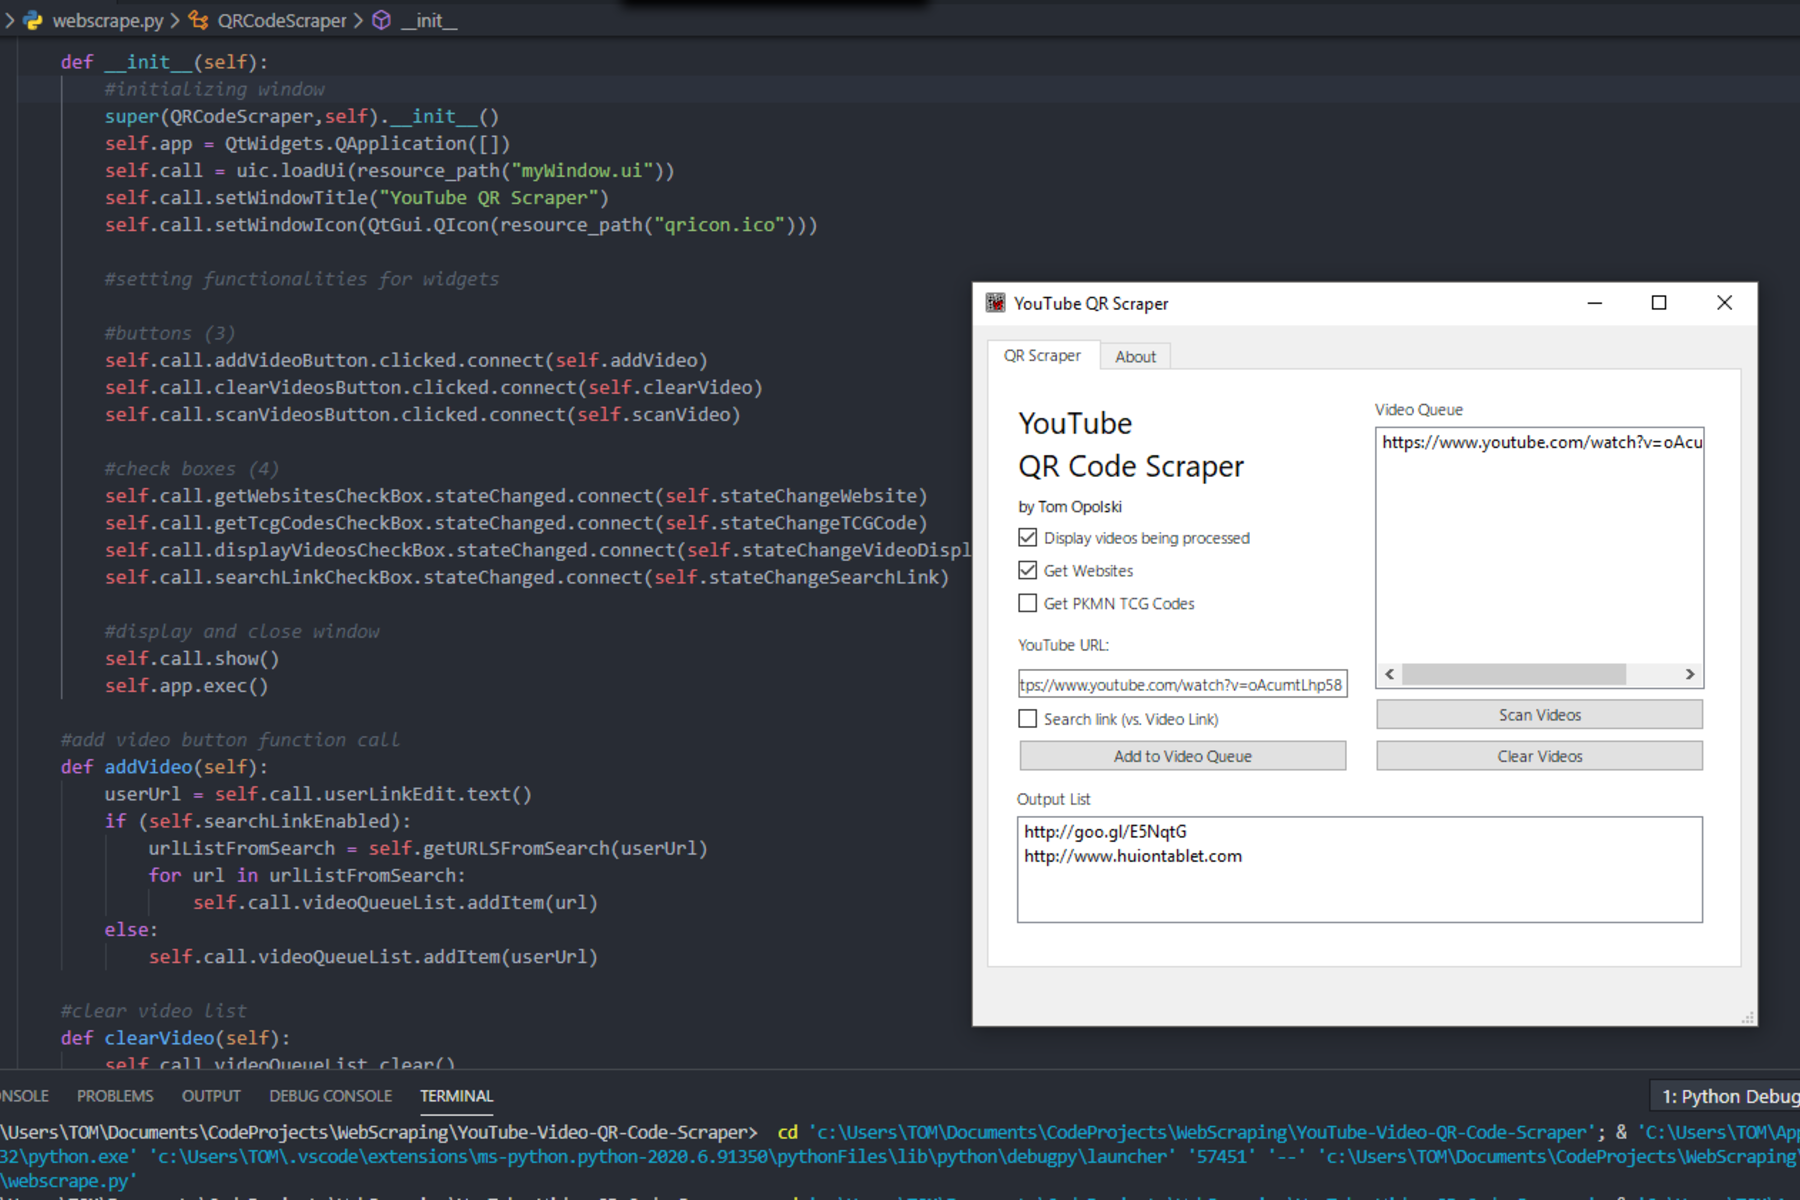 webscrape.py > QRCodeScraper > __init__
def __init__(self):
#initializing window
super(QRCodeScraper,self).__init__()
self.app = QtWidgets.QApplication([])
self.call = uic.loadUi(resource_path("myWindow.ui"))
self.call.setWindowTitle("YouTube QR Scraper")
self.call.setWindowIcon(QtGui.QIcon(resource_path("qricon.ico")))
#setting functionalities for widgets
#buttons (3)
self.call.addVideoButton.clicked.connect(self.addVideo)
self.call.clearVideosButton.clicked.connect(self.clearVideo)
self.call.scanVideosButton.clicked.connect(self.scanVideo)
#check boxes (4)
self.call.getWebsitesCheckBox.stateChanged.connect(self.stateChangeWebsite)
self.call.getTcgCodesCheckBox.stateChanged.connect(self.stateChangeTCGCode)
self.call.displayVideosCheckBox.stateChanged.connect(self.stateChangeVideoDispl
self.call.searchLinkCheckBox.stateChanged.connect(self.stateChangeSearchLink)
#display and close window
self.call.show()
self.app.exec()
#add video button function call
def addVideo(self):
userUrl = self.call.userLinkEdit.text()
if (self.searchLinkEnabled):
urlListFromSearch = self.getURLSFromSearch(userUrl)
for url in urlListFromSearch:
self.call.videoQueueList.addItem(url)
else:
self.call.videoQueueList.addItem(userUrl)
#clear video list
def clearVideo(self):
self.call.videoQueueList.clear()
YouTube QR Scraper
QR Scraper
About
YouTube
QR Code Scraper
by Tom Opolski
Display videos being processed
Get Websites
Get PKMN TCG Codes
YouTube URL:
tps://www.youtube.com/watch?v=oAcumtLhp58
Search link (vs. Video Link)
Add to Video Queue
Video Queue
https://www.youtube.com/watch?v=oAcu
Scan Videos
Clear Videos
Output List
http://goo.gl/E5NqtG
http://www.huiontablet.com
ONSOLE PROBLEMS OUTPUT DEBUG CONSOLE TERMINAL
1: Python Debug
\Users\TOM\Documents\CodeProjects\WebScraping\YouTube-Video-QR-Code-Scraper> cd 'c:\Users\TOM\Documents\CodeProjects\WebScraping\YouTube-Video-QR-Code-Scraper'; & 'C:\Users\TOM\App
32\python.exe' 'c:\Users\TOM\.vscode\extensions\ms-python.python-2020.6.91350\pythonFiles\lib\python\debugpy\launcher' '57451' '--' 'c:\Users\TOM\Documents\CodeProjects\WebScraping\
\webscrape.py'